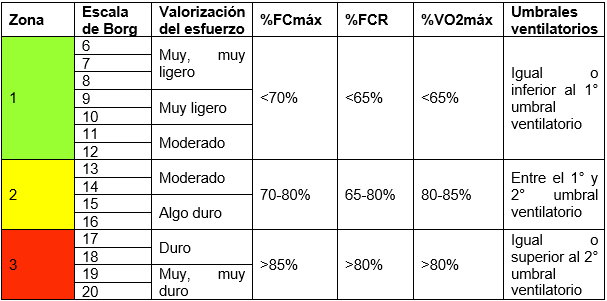 Zona Escala de Borg Valorización del esfuerzo %FCmáx %FCR %VO2máx Umbrales ventilatorios
1
6
7
8
Muy, muy
ligero
9
10
Muy ligero
11
12
Moderado
<70%
<65%
<65%
Igual o
inferior al 1°
umbral
ventilatorio
2
13
14
Moderado
15
16
Algo duro
70-80%
65-80%
80-85%
Entre el 1° y
2° umbral
ventilatorio
3
17
18
Duro
19
20
Muy, muy
duro
>85%
>80%
>80%
Igual o
superior al 2°
umbral
ventilatorio